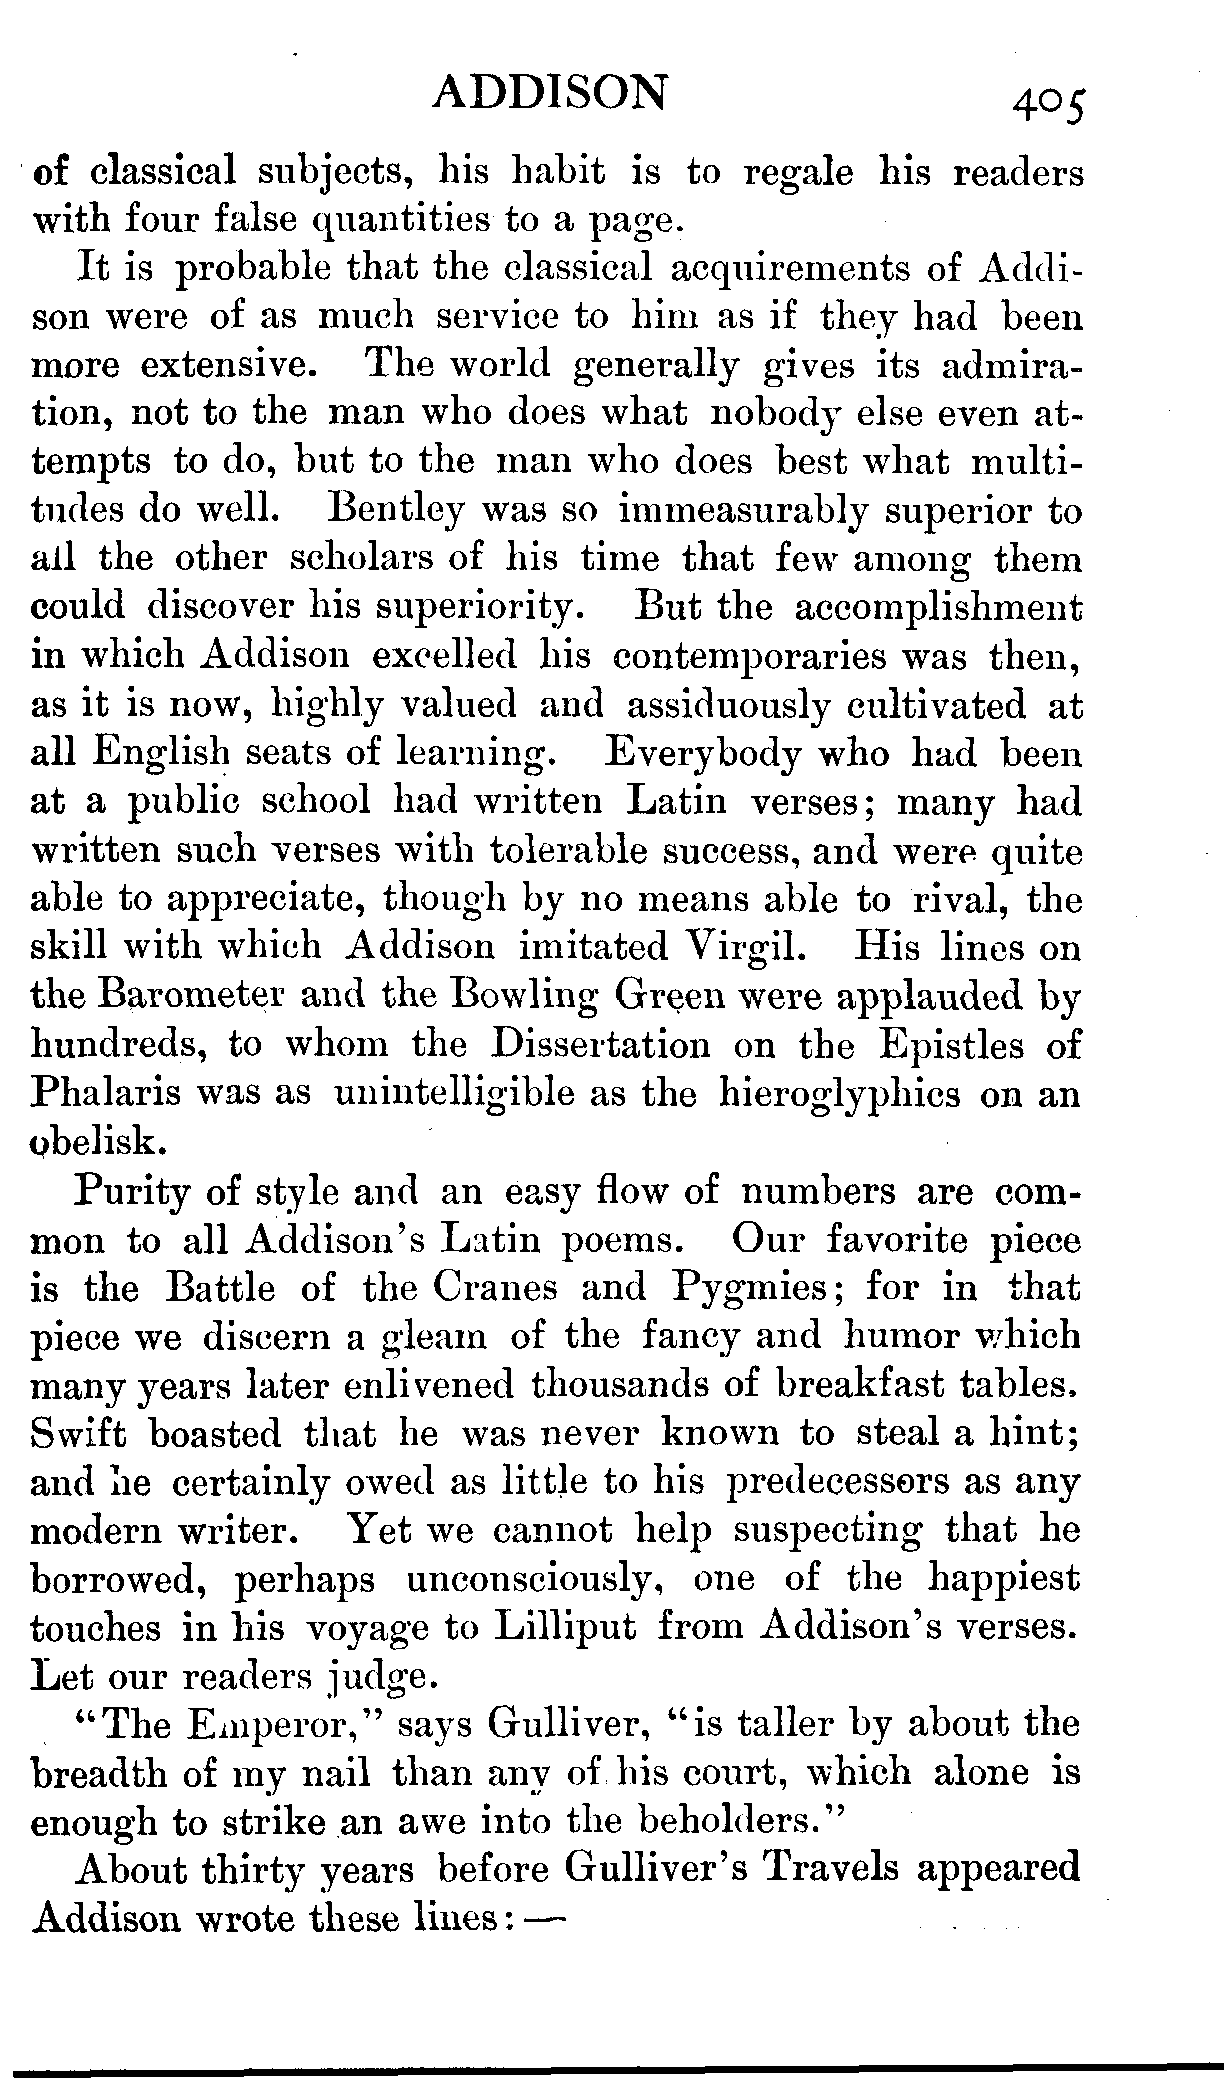 ADDISON 405
of classical subjects, his habit is to regale his readers
with four false quantities to a page.
It is probable that the classical acquirements of Addi-
son were of as much service to him as if they had been
more extensive. The world generally gives its admira-
tion, not to the man who does what nobody else even at-
tempts to do, but to the man who does best what multi-
tudes do well. Bentley was so immeasurably superior to
all the other scholars of his time that few among them
could discover his superiority. But the accomplishment
in which Addison excelled his contemporaries was then,
as it is now, highly valued and assiduously cultivated at
all English seats of learning. Everybody who had been
at a public school had written Latin verses; many had
written such verses with tolerable success, and were quite
able to appreciate, though by no means able to rival, the
skill with which Addison imitated Virgil. His lines on
the Barometer and the Bowling Green were applauded by
hundreds, to whom the Dissertation on the Epistles of
Phalaris was as unintelligible as the hieroglyphics on an
obelisk.
Purity of style and an easy flow of numbers are com-
mon to all Addison's Latin poems. Our favorite piece
is the Battle of the Cranes and Pygmies; for in that
piece we discern a gleam of the fancy and humor which
many years later enlivened thousands of breakfast tables.
Swift boasted that he was never known to steal a hint;
and he certainly owed as little to his predecessors as any
modern writer. Yet we cannot help suspecting that he
borrowed, perhaps unconsciously, one of the happiest
touches in his voyage to Lilliput from Addison's verses.
Let our readers judge.
"The Emperor," says Gulliver, "is taller by about the
breadth of my nail than any of his court, which alone is
enough to strike an awe into the beholders."
About thirty years before Gulliver's Travels appeared
Addison wrote these lines: —